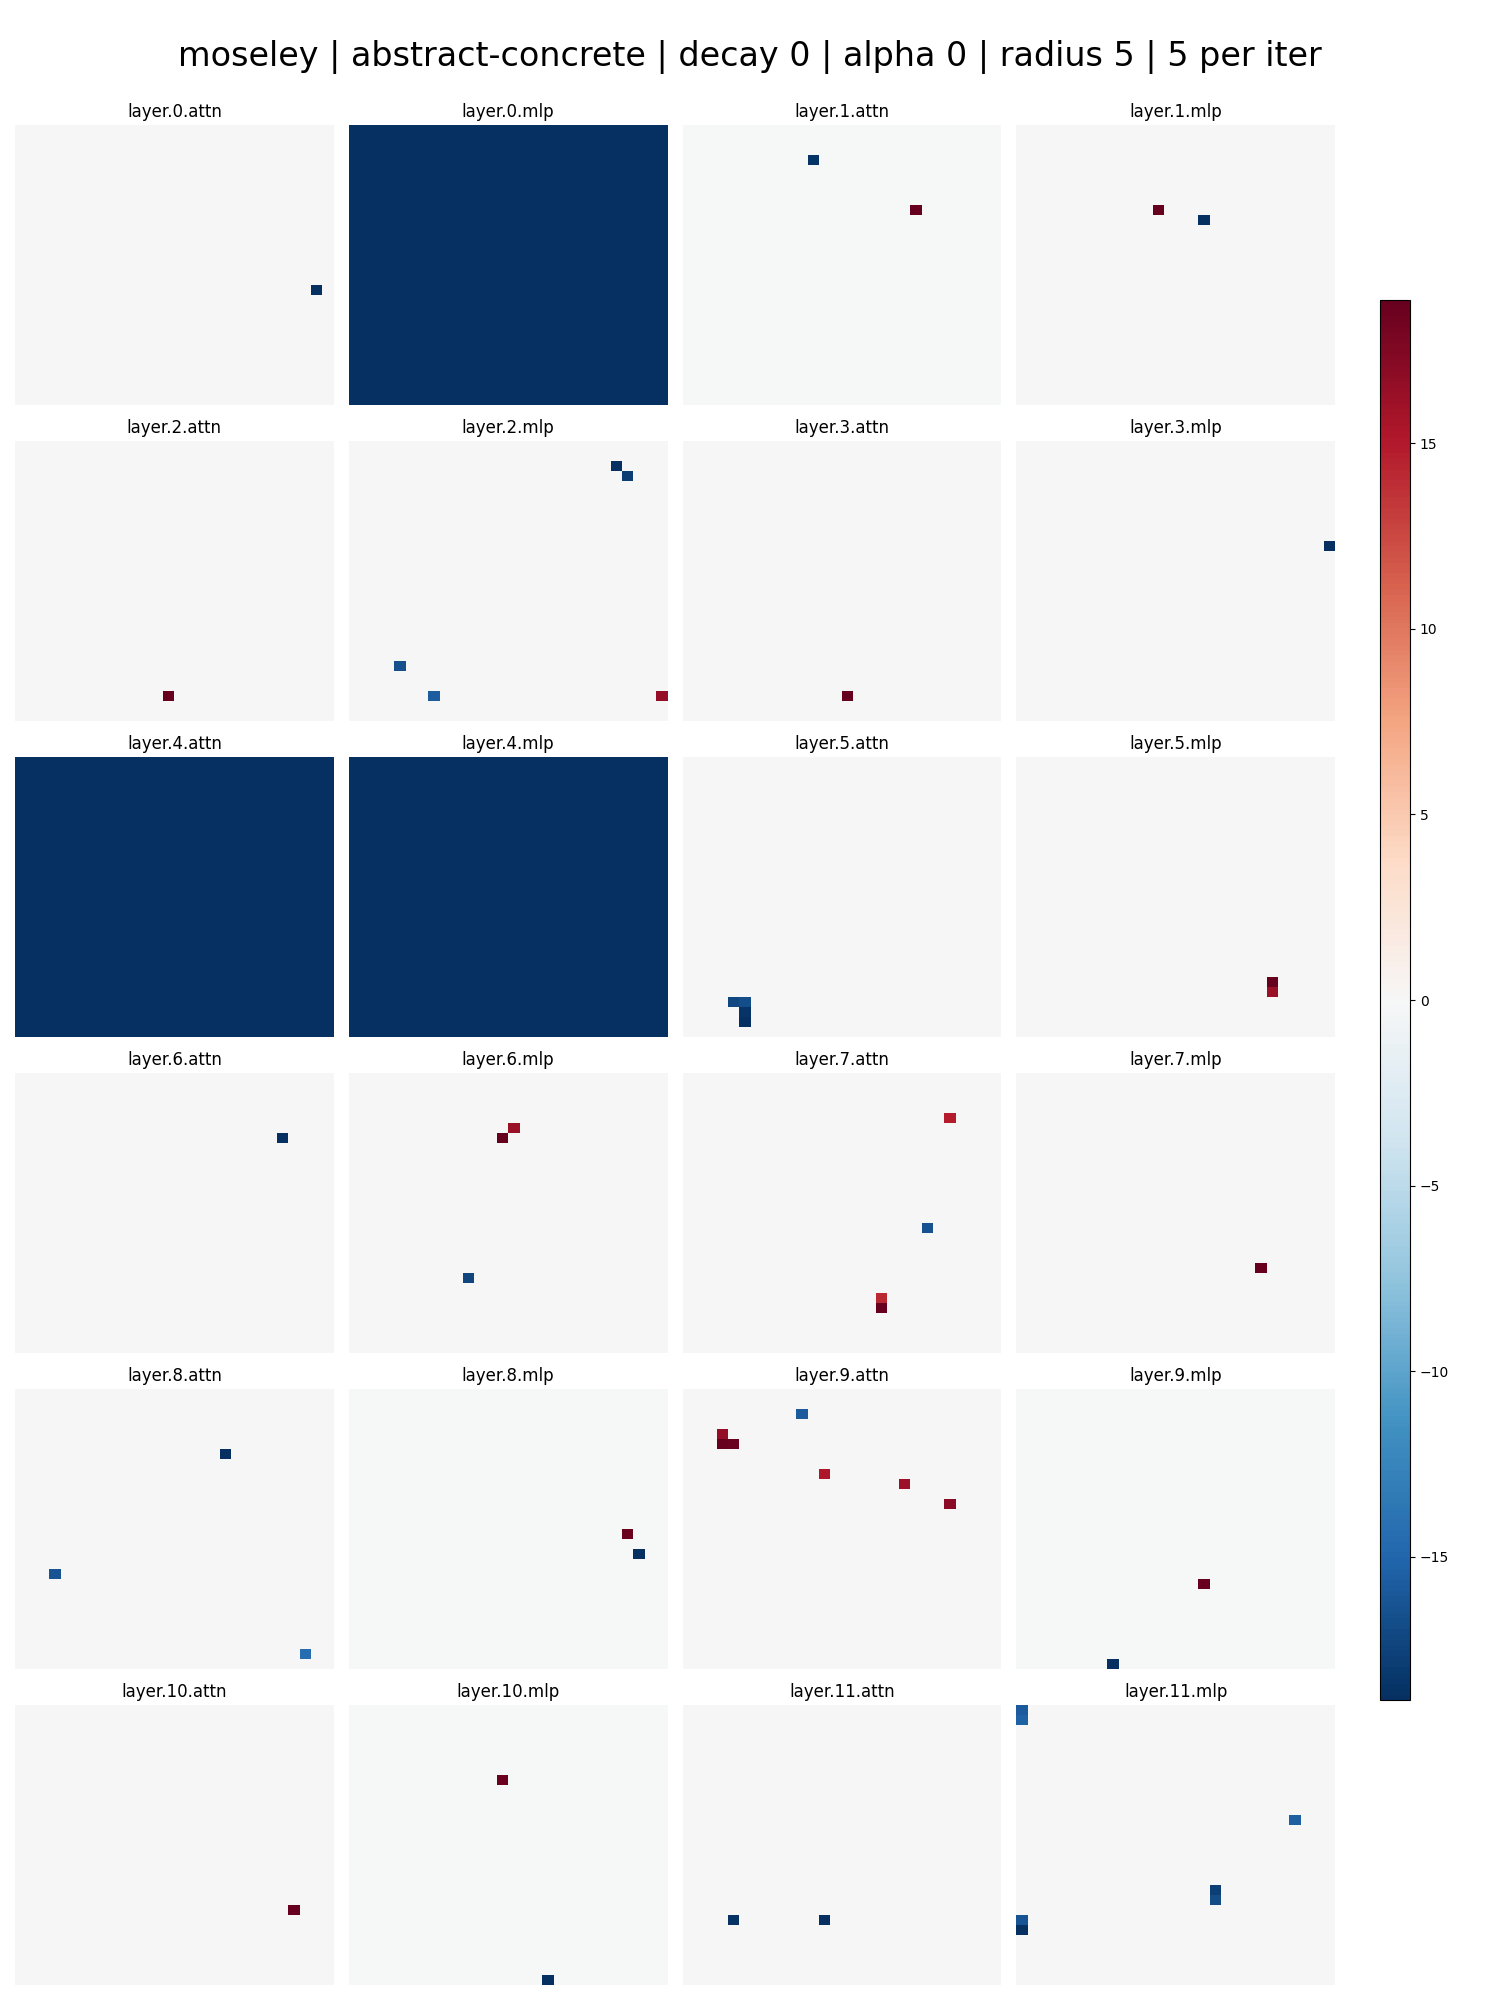 moseley | abstract-concrete | decay 0 | alpha 0 | radius 5 | 5 per iter
layer.0.attn
layer.0.mlp
layer.1.attn
layer.1.mlp
layer.2.attn
layer.2.mlp
layer.3.attn
layer.3.mlp
layer.4.attn
layer.4.mlp
layer.5.attn
layer.5.mlp
layer.6.attn
layer.6.mlp
layer.7.attn
layer.7.mlp
layer.8.attn
layer.8.mlp
layer.9.attn
layer.9.mlp
layer.10.attn
layer.10.mlp
layer.11.attn
layer.11.mlp
15
10
5
0
−5
−10
−15